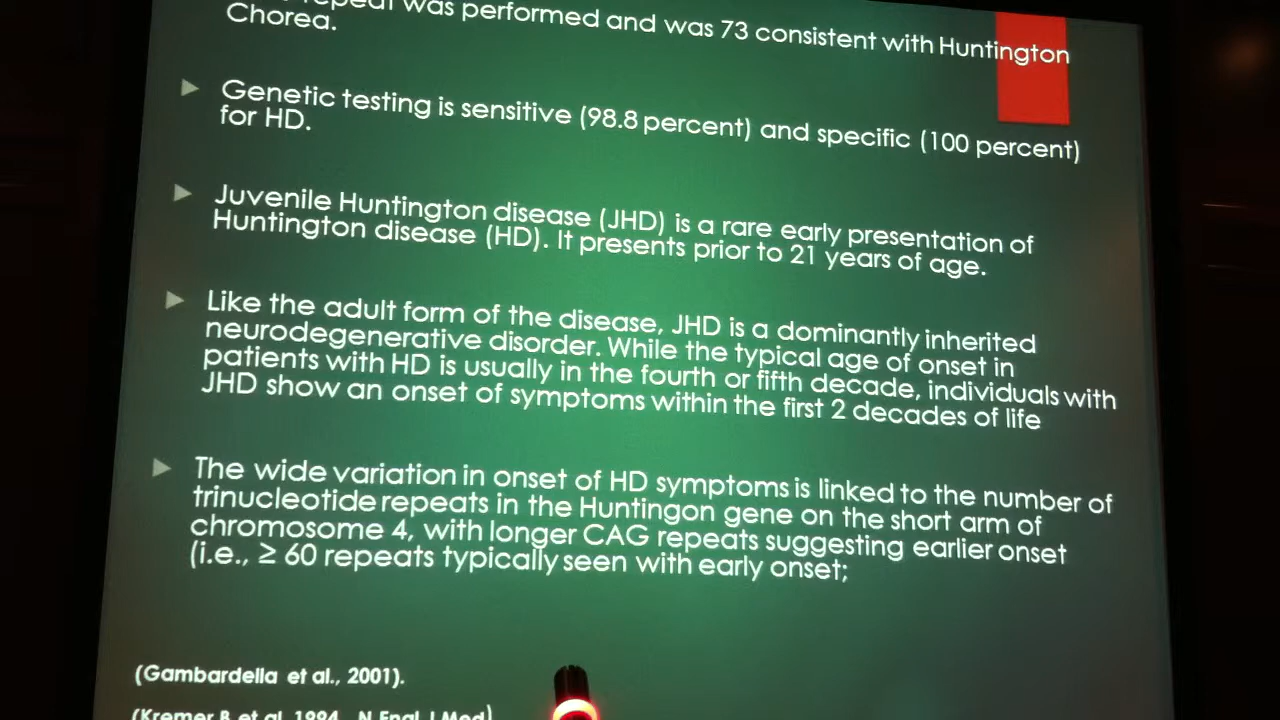 was performed and was 73 consistent with Huntington
Chorea.
Genetic testing is sensitive (98.8 percent) and specific (100 percent)
for HD.
Juvenile Huntington disease (JHD) is a rare early presentation of
Huntington disease (HD). It presents prior to 21 years of age.
Like the adult form of the disease, JHD is a dominantly inherited
neurodegenerative disorder. While the typical age of onset in
patients with HD is usually in the fourth or fifth decade, individuals with
JHD show an onset of symptoms within the first 2 decades of life
The wide variation in onset of HD symptoms is linked to the number of
trinucleotide repeats in the Huntingon gene on the short arm of
chromosome 4, with longer CAG repeats suggesting earlier onset
(i.e., ≥ 60 repeats typically seen with early onset;
(Gambardella et al., 2001).
(Kremer B et al 1994 N Engl J Med)